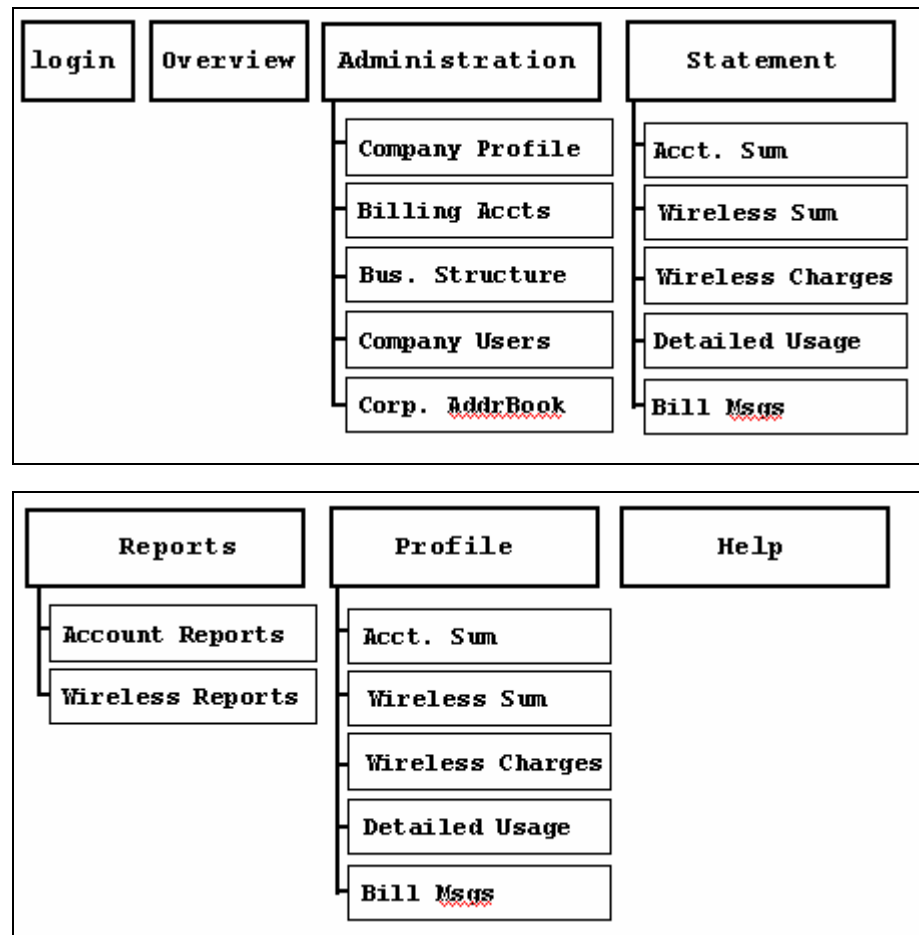 login
Overview
Administration
Statement
Company Profile
Billing Accts
Bus. Structure
Company Users
Corp. AddrBook
Acct. Sum
Wireless Sum
Wireless Charges
Detailed Usage
Bill Msgs
Reports
Profile
Help
Account Reports
Wireless Reports
Acct. Sum
Wireless Sum
Wireless Charges
Detailed Usage
Bill Msgs